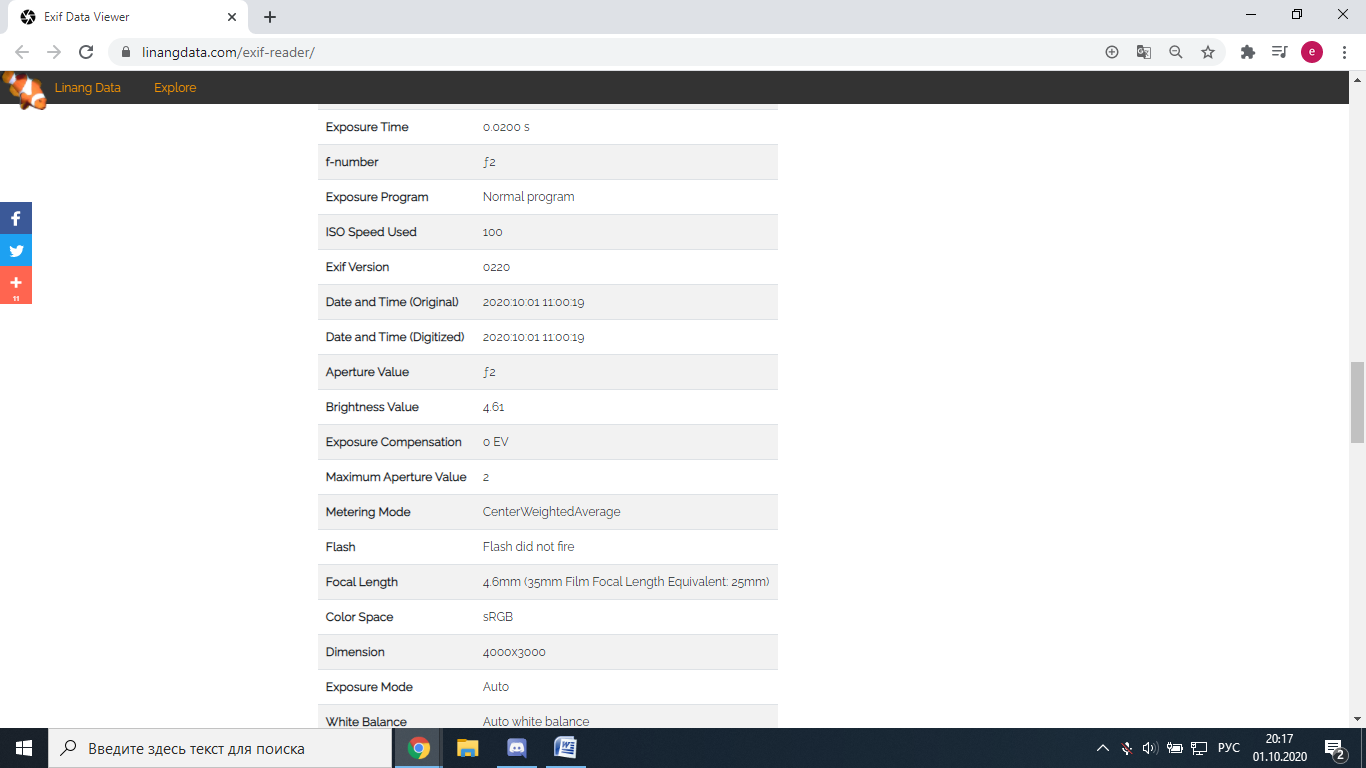 Exif Data Viewer
linangdata.com/exif-reader/
e
Linang Data Explore
Exposure Time 0.0200 s
f-number ƒ2
Exposure Program Normal program
ISO Speed Used 100
Exif Version 0220
Date and Time (Original) 2020:10:01 11:00:19
Date and Time (Digitized) 2020:10:01 11:00:19
Aperture Value ƒ2
Brightness Value 4.61
Exposure Compensation 0 EV
Maximum Aperture Value 2
Metering Mode CenterWeightedAverage
Flash Flash did not fire
Focal Length 4.6mm (35mm Film Focal Length Equivalent: 25mm)
Color Space sRGB
Dimension 4000x3000
Exposure Mode Auto
White Balance Auto white balance
11
Введите здесь текст для поиска
РУС
20:17
01.10.2020
2